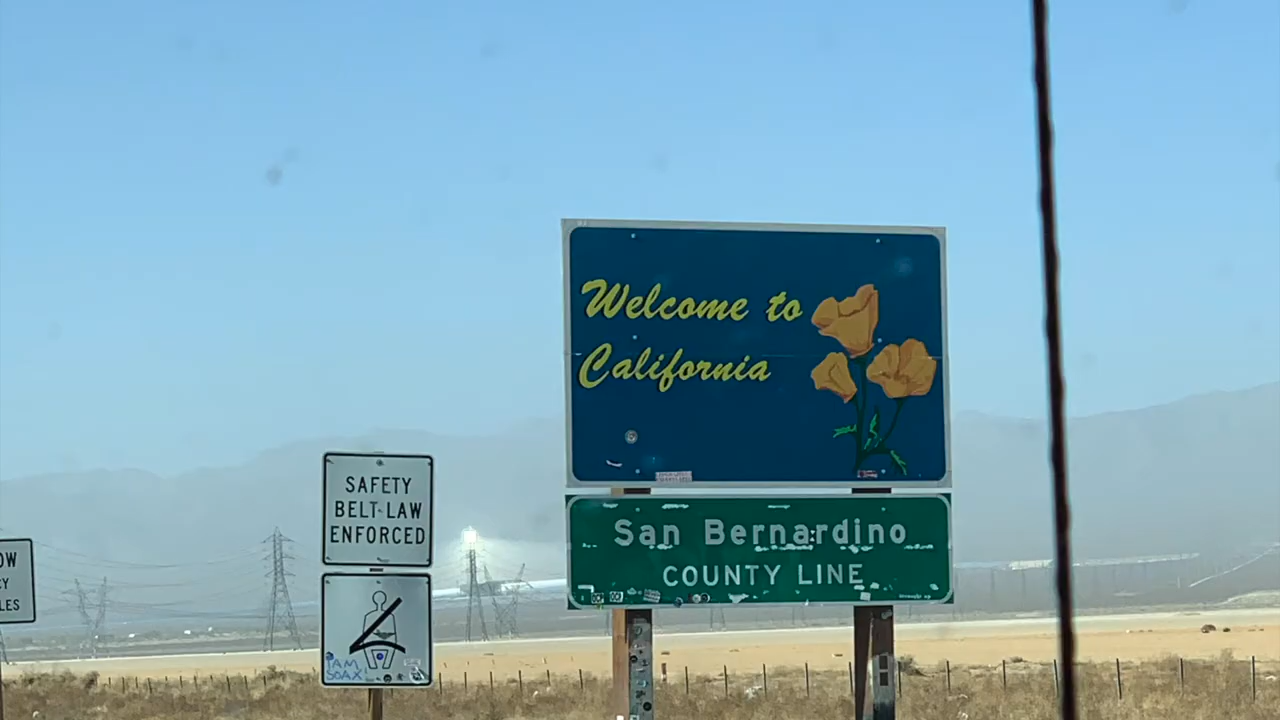 Welcome to
California
San Bernardino
COUNTY LINE
SAFETY
BELT LAW
ENFORCED